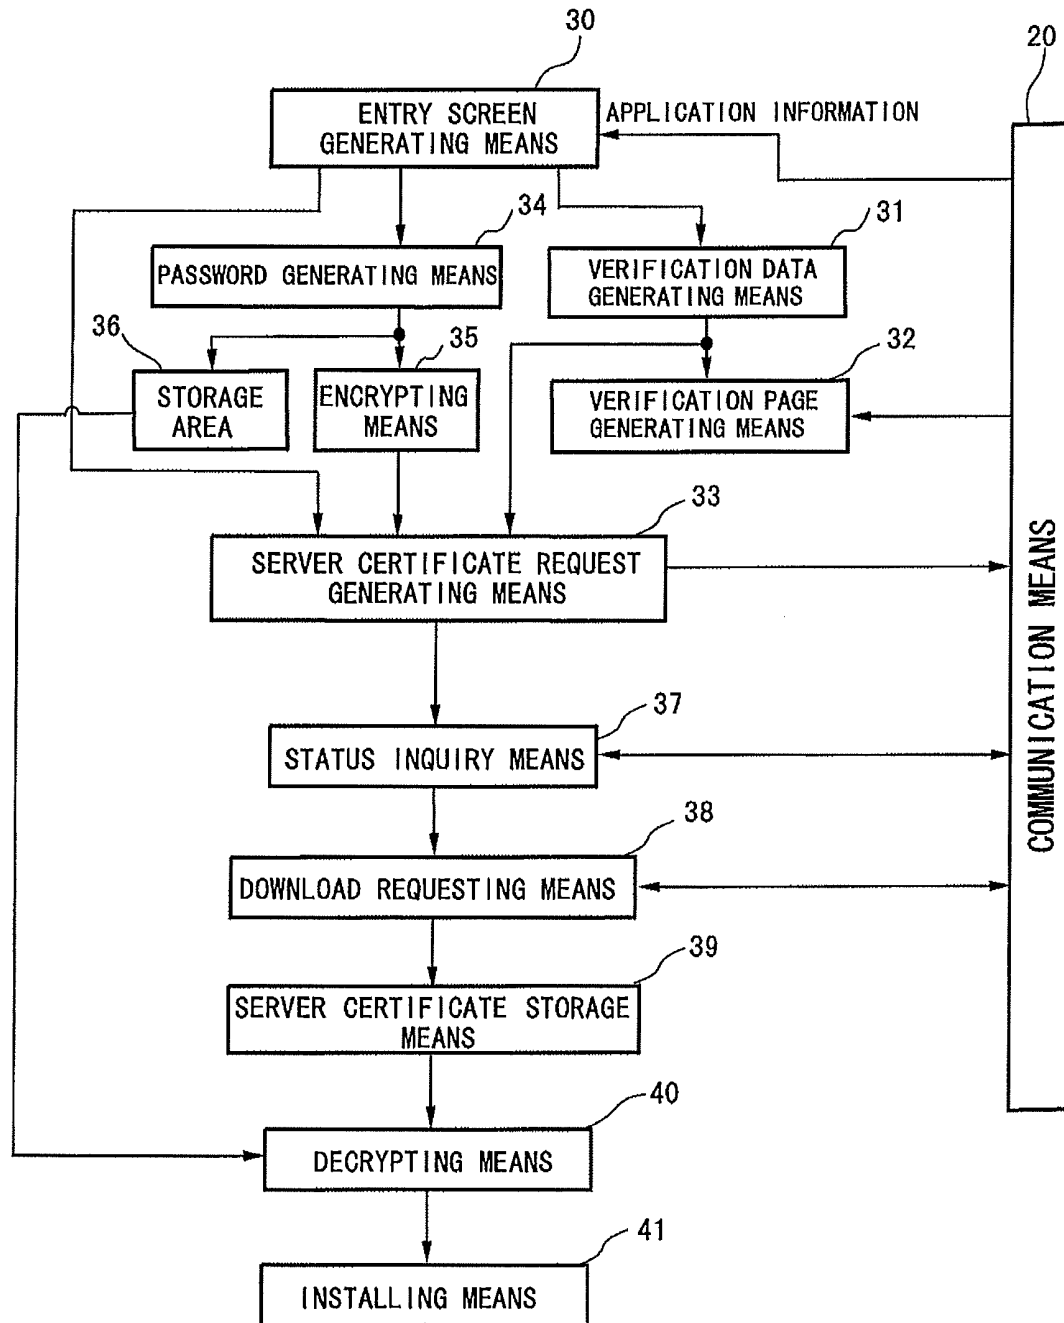 30
20
ENTRY SCREEN
GENERATING MEANS
APPLICATION INFORMATION
34
31
PASSWORD GENERATING MEANS
VERIFICATION DATA
GENERATING MEANS
36
35
32
STORAGE
AREA
ENCRYPTING
MEANS
VERIFICATION PAGE
GENERATING MEANS
33
SERVER CERTIFICATE REQUEST
GENERATING MEANS
COMMUNICATION MEANS
37
STATUS INQUIRY MEANS
38
DOWNLOAD REQUESTING MEANS
39
SERVER CERTIFICATE STORAGE
MEANS
40
DECRYPTING MEANS
41
INSTALLING MEANS